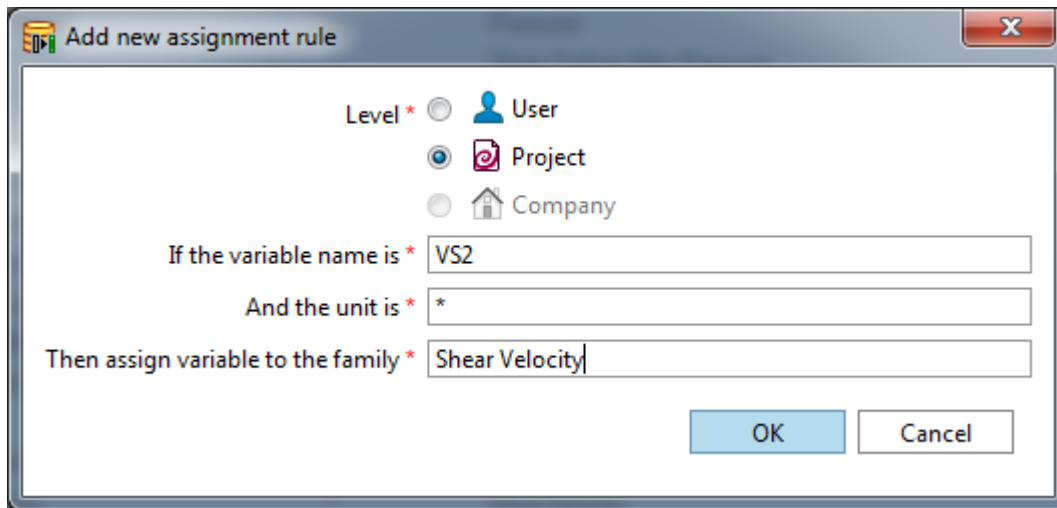 Add new assignment rule
Level * User
Project
Company
If the variable name is * VS2
And the unit is * *
Then assign variable to the family * Shear Velocity
OK Cancel